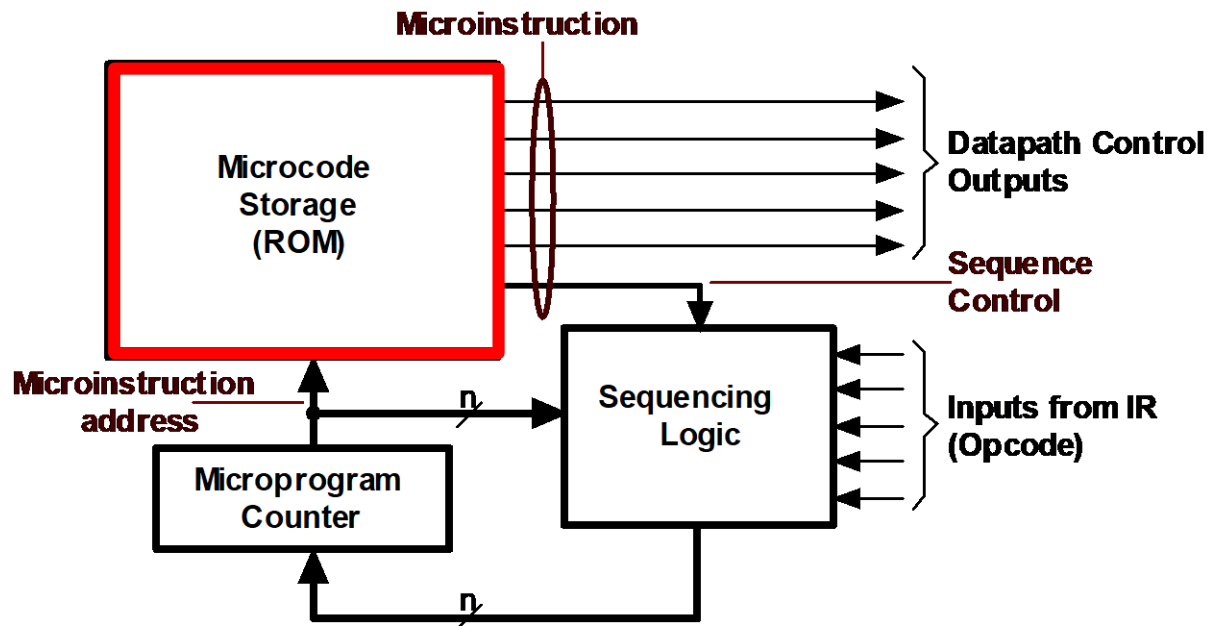 Microinstruction
Microcode
Storage
(ROM)
Datapath Control
Outputs
Sequence
Control
Microinstruction
address
n
Sequencing
Logic
Inputs from IR
(Opcode)
Microprogram
Counter
n